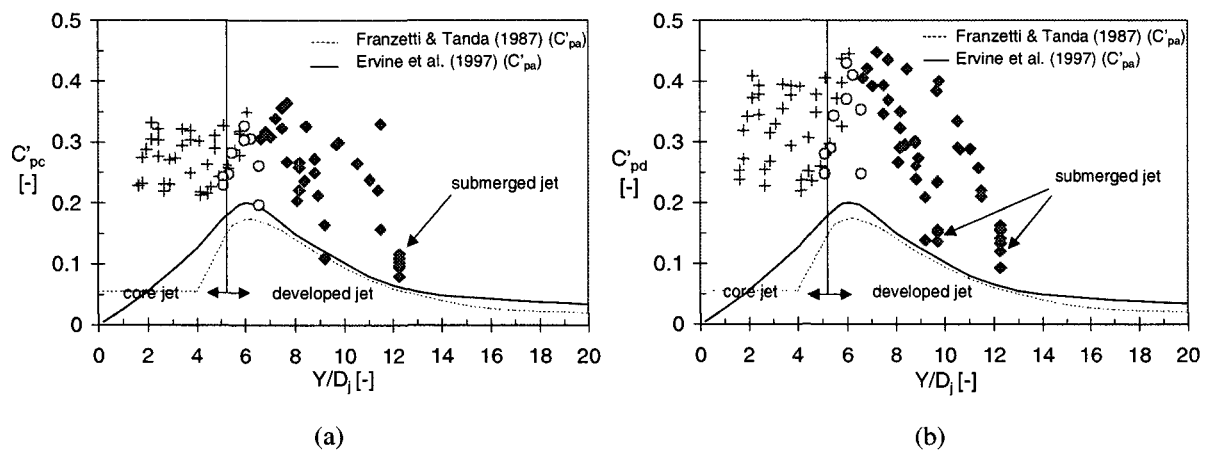 0.5
0.4
0.3
0.2
0.1
0
C'pc
[-]
Franzetti & Tanda (1987) (C'pa)
Ervine et al. (1997) (C'pa)
submerged jet
core jet
developed jet
0 2 4 6 8 10 12 14 16 18 20
Y/Dj [-]
(a)
0.5
0.4
0.3
0.2
0.1
0
C'pd
[-]
Franzetti & Tanda (1987) (C'pa)
Ervine et al. (1997) (C'pa)
submerged jet
core jet
developed jet
0 2 4 6 8 10 12 14 16 18 20
Y/Dj [-]
(b)